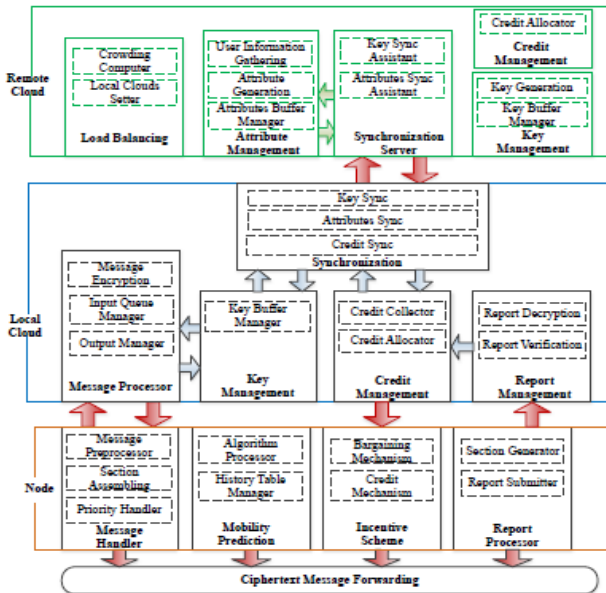 Remote
Cloud
Crowding
Computer
Local Clouds
Setter
Load Balancing
User Information
Gathering
Attribute
Generation
Attributes Buffer
Manager
Attribute
Management
Key Sync
Assistant
Attributes Sync
Assistant
Synchronization
Server
Credit Allocator
Credit
Management
Key Generation
Key Buffer
Manager
Key
Management
Local
Cloud
Key Sync
Attributes Sync
Credit Sync
Synchronization
Message
Encryption
Input Queue
Manager
Output Manager
Message Processor
Key Buffer
Manager
Key
Management
Credit Collector
Credit Allocator
Credit
Management
Report Decryption
Report Verification
Report
Management
Node
Message
Preprocessor
Section
Assembling
Priority Handler
Message
Handler
Algorithm
Processor
History Table
Manager
Mobility
Prediction
Bargaining
Mechanism
Credit
Mechanism
Incentive
Scheme
Section Generator
Report Submitter
Report
Processor
Ciphertext Message Forwarding